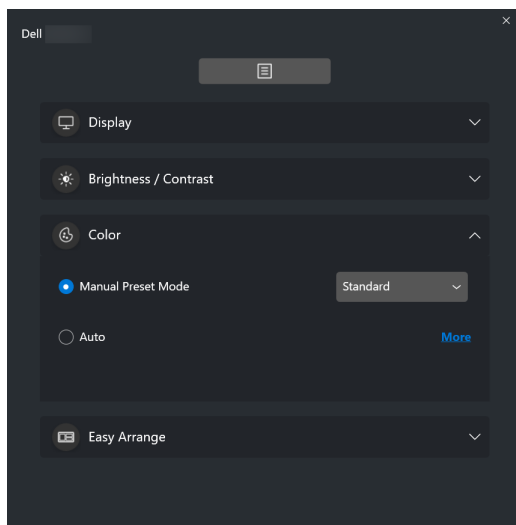 Dell
Display
Brightness / Contrast
Color
Manual Preset Mode Standard
Auto More
Easy Arrange